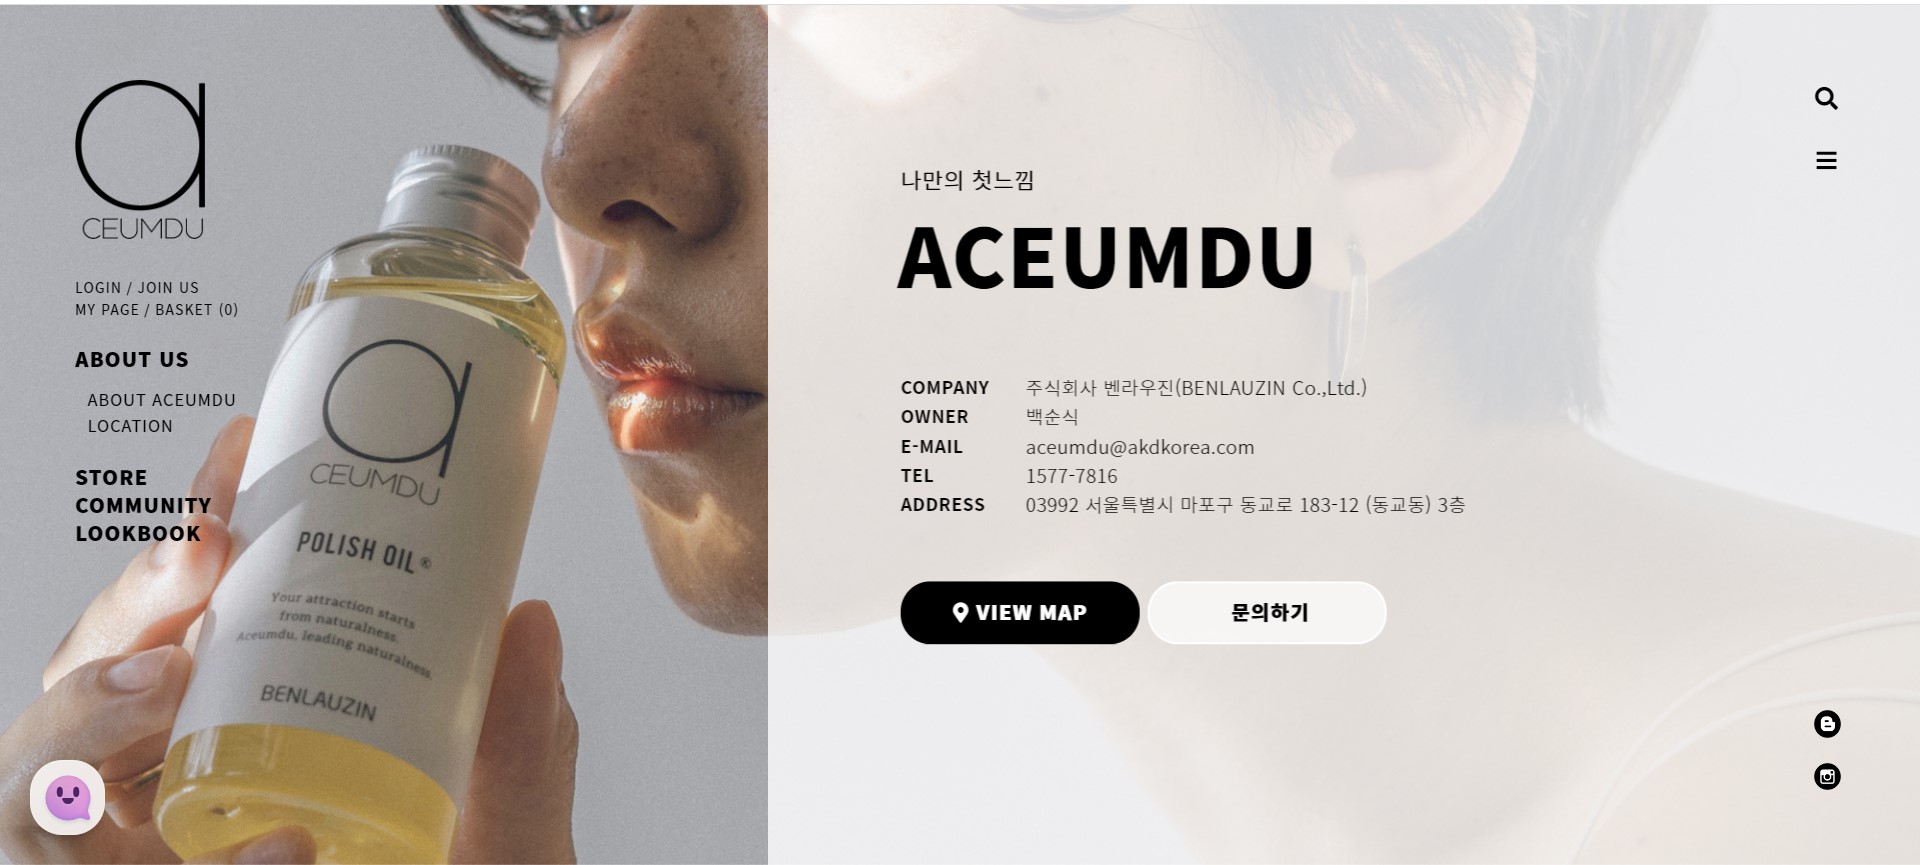 a
CEUMDU
LOGIN / JOIN US
MY PAGE / BASKET (0)
ABOUT US
ABOUT ACEUMDU
LOCATION
STORE
COMMUNITY
LOOKBOOK
a
CEUMDU
POLISH OIL®
Your attraction starts
from naturalness.
Aceumdu, leading naturalness.
BENLAUZIN
나만의 첫느낌
ACEUMDU
COMPANY 주식회사 벤라우진(BENLAUZIN Co.,Ltd.)
OWNER 백순식
E-MAIL aceumdu@akdkorea.com
TEL 1577-7816
ADDRESS 03992 서울특별시 마포구 동교로 183-12 (동교동) 3층
VIEW MAP
문의하기